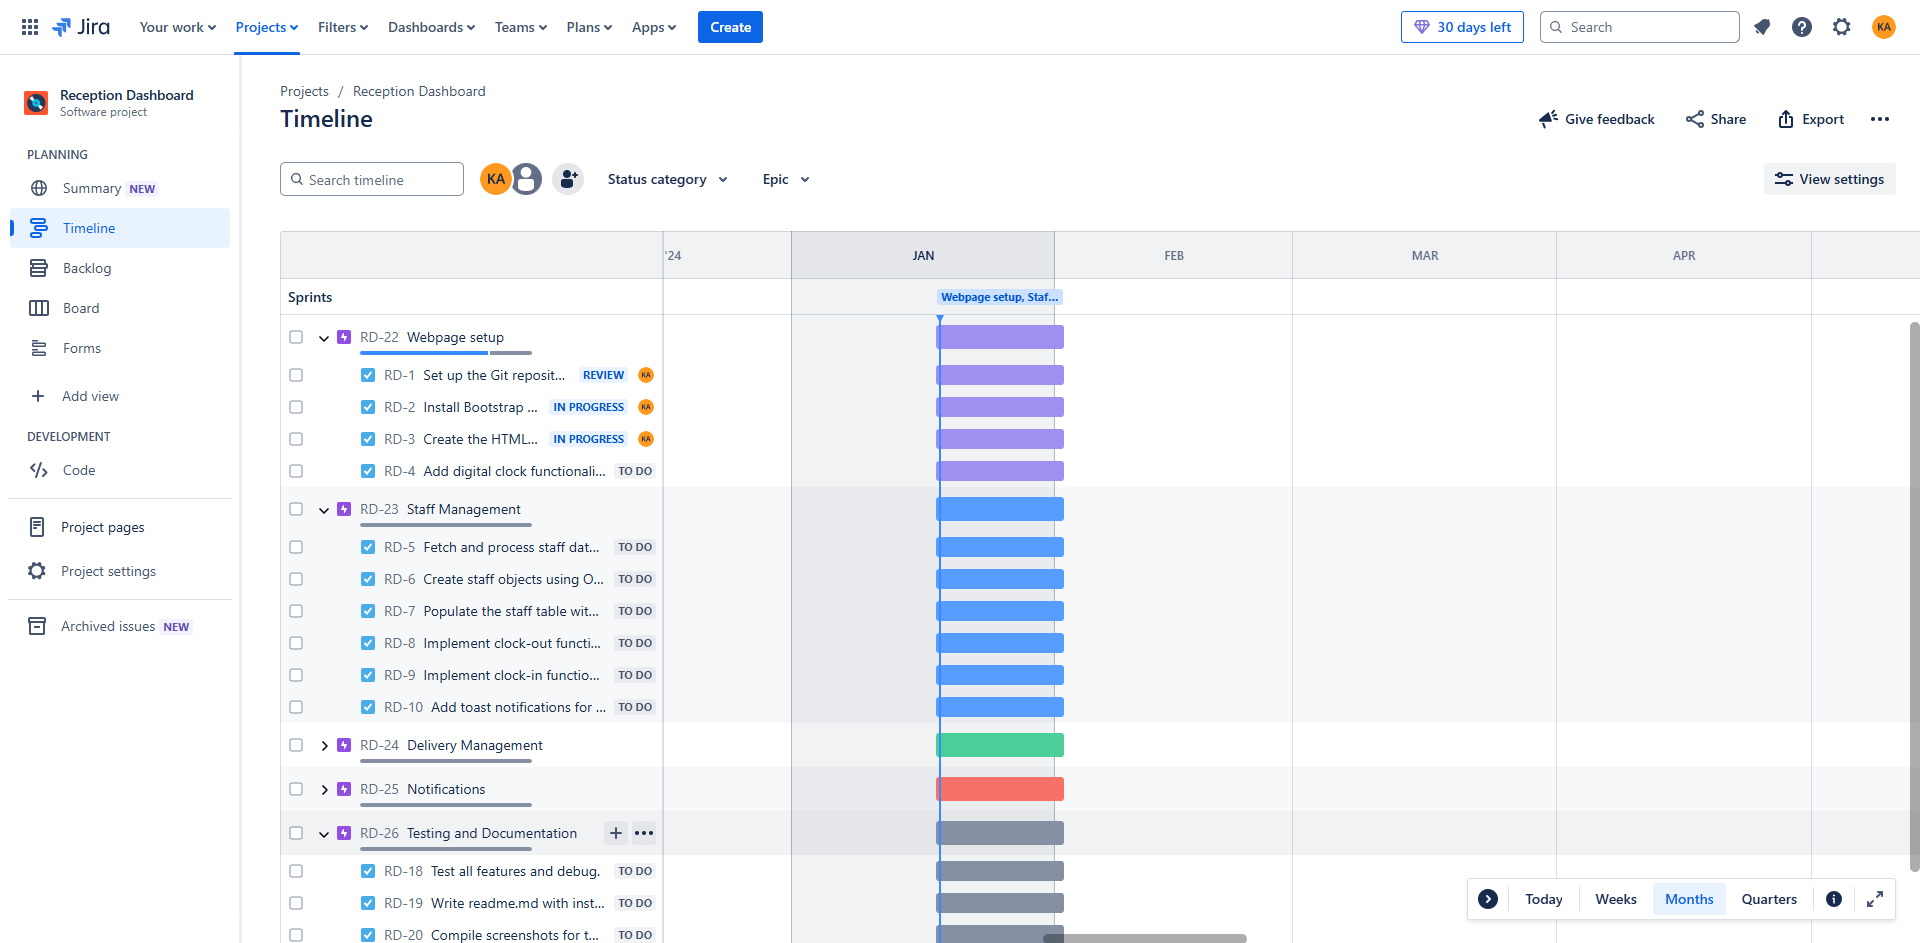 Jira
Your work
Projects
Filters
Dashboards
Teams
Plans
Apps
Create
30 days left
Search
KA
Reception Dashboard
Software project
PLANNING
Summary NEW
Timeline
Backlog
Board
Forms
Add view
DEVELOPMENT
Code
Project pages
Project settings
Archived issues NEW
Projects / Reception Dashboard
Timeline
Give feedback
Share
Export
Search timeline
KA
Status category
Epic
View settings
'24
JAN
FEB
MAR
APR
Sprints
Webpage setup, Staf...
RD-22 Webpage setup
RD-1 Set up the Git reposit... REVIEW KA
RD-2 Install Bootstrap ... IN PROGRESS KA
RD-3 Create the HTML... IN PROGRESS KA
RD-4 Add digital clock functionali... TO DO
RD-23 Staff Management
RD-5 Fetch and process staff dat... TO DO
RD-6 Create staff objects using O... TO DO
RD-7 Populate the staff table wit... TO DO
RD-8 Implement clock-out functi... TO DO
RD-9 Implement clock-in functio... TO DO
RD-10 Add toast notifications for ... TO DO
RD-24 Delivery Management
RD-25 Notifications
RD-26 Testing and Documentation
RD-18 Test all features and debug. TO DO
RD-19 Write readme.md with inst... TO DO
RD-20 Compile screenshots for t... TO DO
Today
Weeks
Months
Quarters